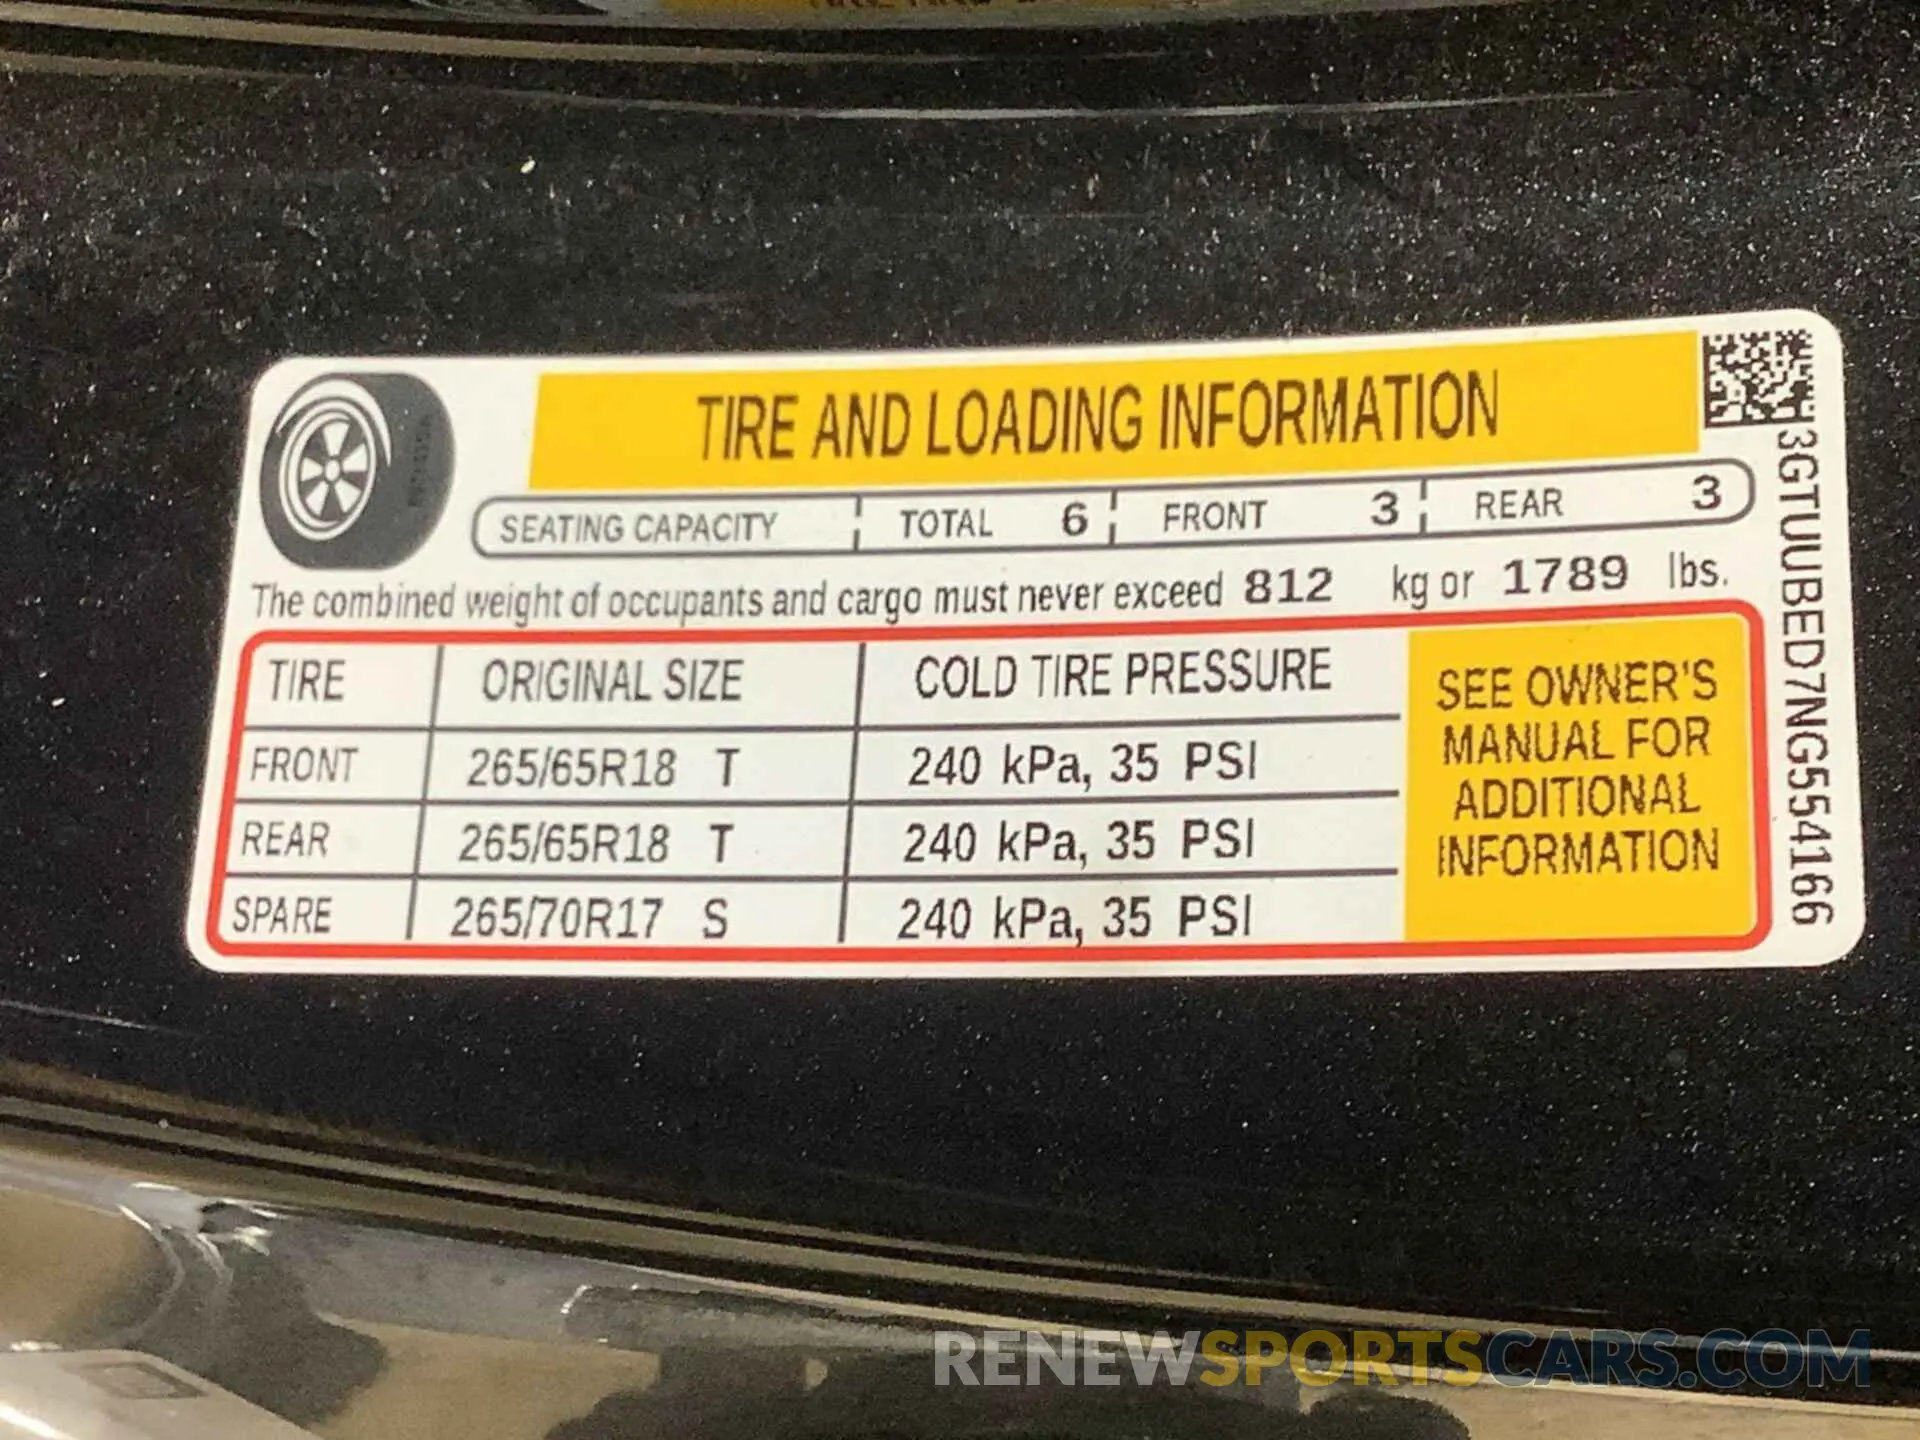 TIRE AND LOADING INFORMATION
SEATING CAPACITY TOTAL 6 FRONT 3 REAR 3
The combined weight of occupants and cargo must never exceed 812 kg or 1789 lbs.
TIRE ORIGINAL SIZE COLD TIRE PRESSURE
FRONT 265/65R18 T 240 kPa, 35 PSI
REAR 265/65R18 T 240 kPa, 35 PSI
SPARE 265/70R17 S 240 kPa, 35 PSI
SEE OWNER'S
MANUAL FOR
ADDITIONAL
INFORMATION
3GTUUBED7NG554166
RENEWSPORTSCARS.COM